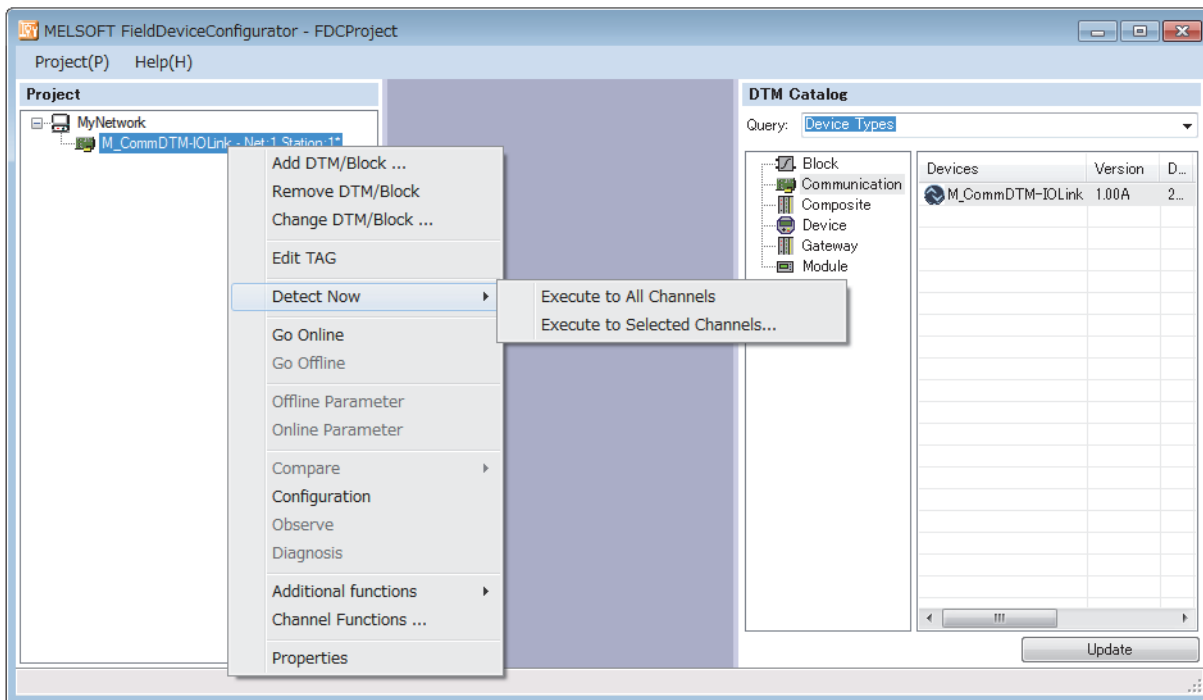 MELSOFT FieldDeviceConfigurator - FDCProject
Project(P) Help(H)
Project
MyNetwork
M_CommDTM-IOLink - Net:1 Station:1*
Add DTM/Block ...
Remove DTM/Block
Change DTM/Block ...
Edit TAG
Detect Now
Execute to All Channels
Execute to Selected Channels...
Go Online
Go Offline
Offline Parameter
Online Parameter
Compare
Configuration
Observe
Diagnosis
Additional functions
Channel Functions ...
Properties
DTM Catalog
Query: Device Types
Block
Communication
Composite
Device
Gateway
Module
Devices Version D...
M_CommDTM-IOLink 1.00A 2...
Update